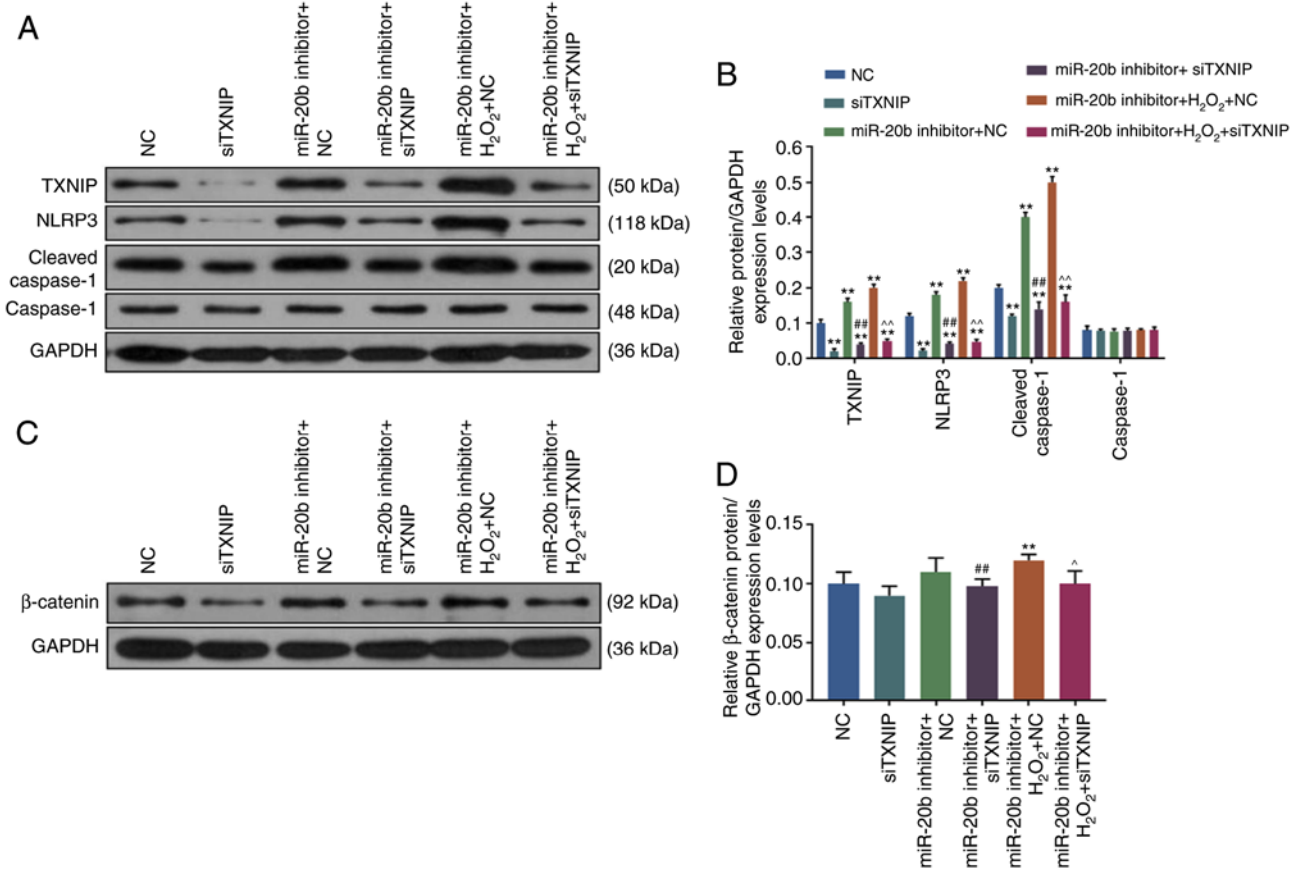 A
NC
siTXNIP
miR-20b inhibitor+
NC
miR-20b inhibitor+
siTXNIP
miR-20b inhibitor+
H₂O₂+NC
miR-20b inhibitor+
H₂O₂+siTXNIP
TXNIP
(50 kDa)
NLRP3
(118 kDa)
Cleaved
caspase-1
(20 kDa)
Caspase-1
(48 kDa)
GAPDH
(36 kDa)
B
NC
siTXNIP
miR-20b inhibitor+NC
miR-20b inhibitor+ siTXNIP
miR-20b inhibitor+H₂O₂+NC
miR-20b inhibitor+H₂O₂+siTXNIP
Relative protein/GAPDH
expression levels
0.6
0.5
0.4
0.3
0.2
0.1
0.0
**
**
##
**
**
^^
**
**
**
##
**
**
^^
**
**
**
##
**
**
^^
**
TXNIP
NLRP3
Cleaved
caspase-1
Caspase-1
C
NC
siTXNIP
miR-20b inhibitor+
NC
miR-20b inhibitor+
siTXNIP
miR-20b inhibitor+
H₂O₂+NC
miR-20b inhibitor+
H₂O₂+siTXNIP
β-catenin
(92 kDa)
GAPDH
(36 kDa)
D
Relative β-catenin protein/
GAPDH expression levels
0.15
0.10
0.05
0.00
##
**
^
NC
siTXNIP
miR-20b inhibitor+
NC
miR-20b inhibitor+
siTXNIP
miR-20b inhibitor+
H₂O₂+NC
miR-20b inhibitor+
H₂O₂+siTXNIP